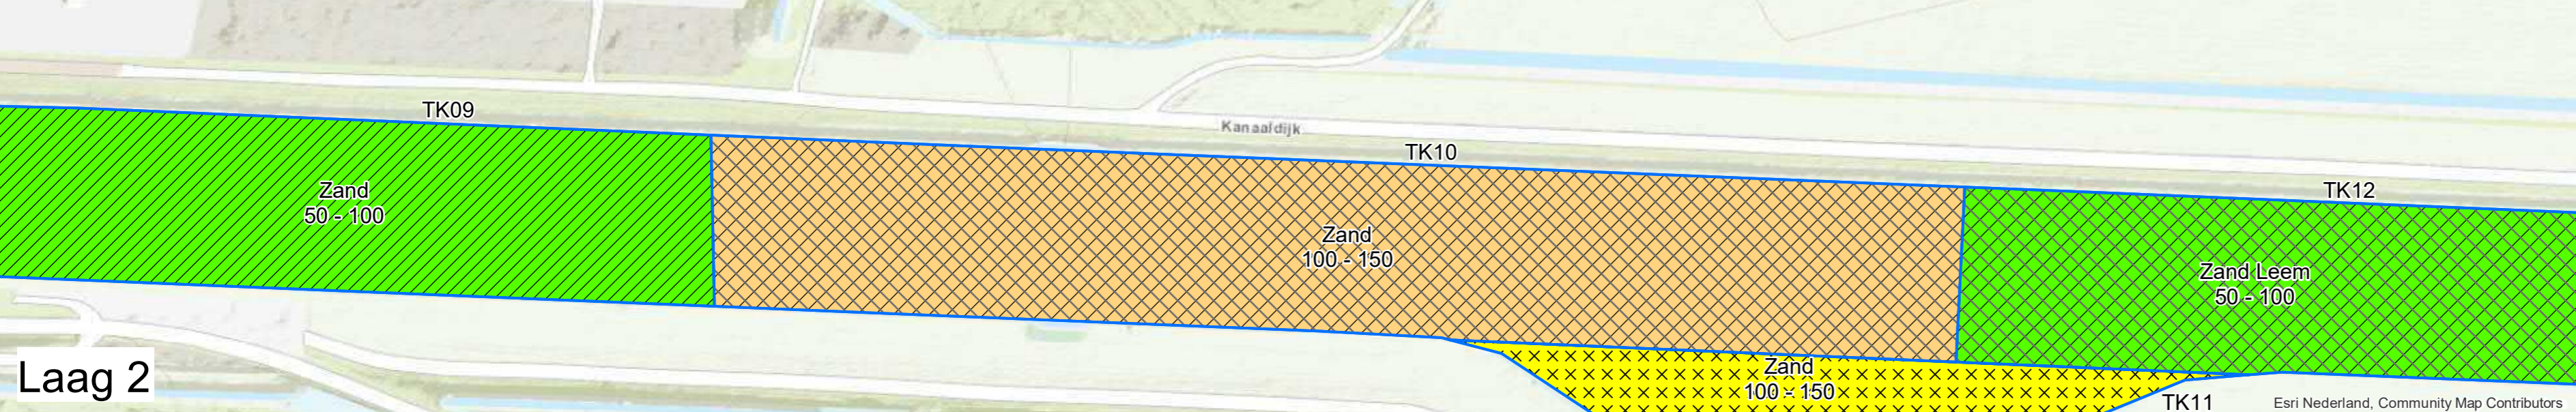 TK09
Kanaaldijk
TK10
TK12
Zand
50 - 100
Zand
100 - 150
Zand Leem
50 - 100
Zand
100 - 150
Laag 2
TK11
Esri Nederland, Community Map Contributors